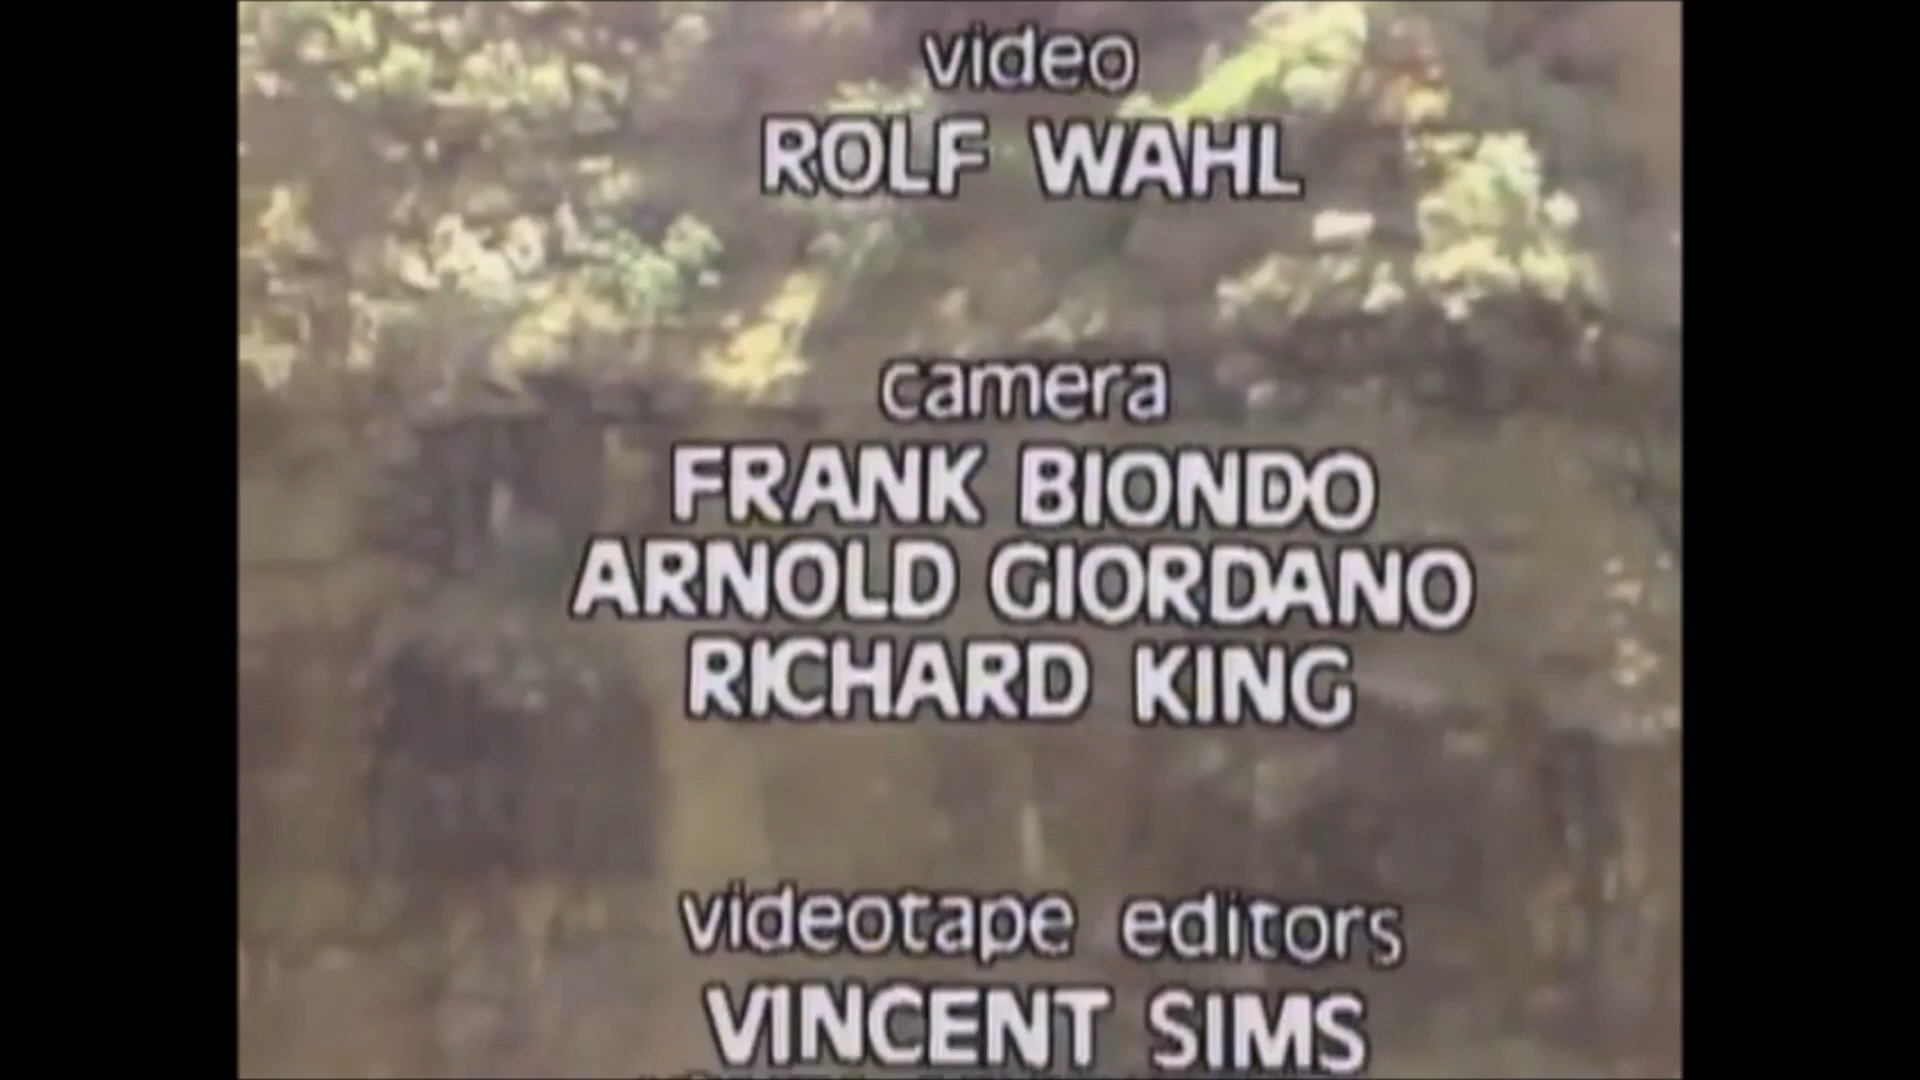 video
ROLF WAHL
camera
FRANK BIONDO
ARNOLD GIORDANO
RICHARD KING
videotape editors
VINCENT SIMS